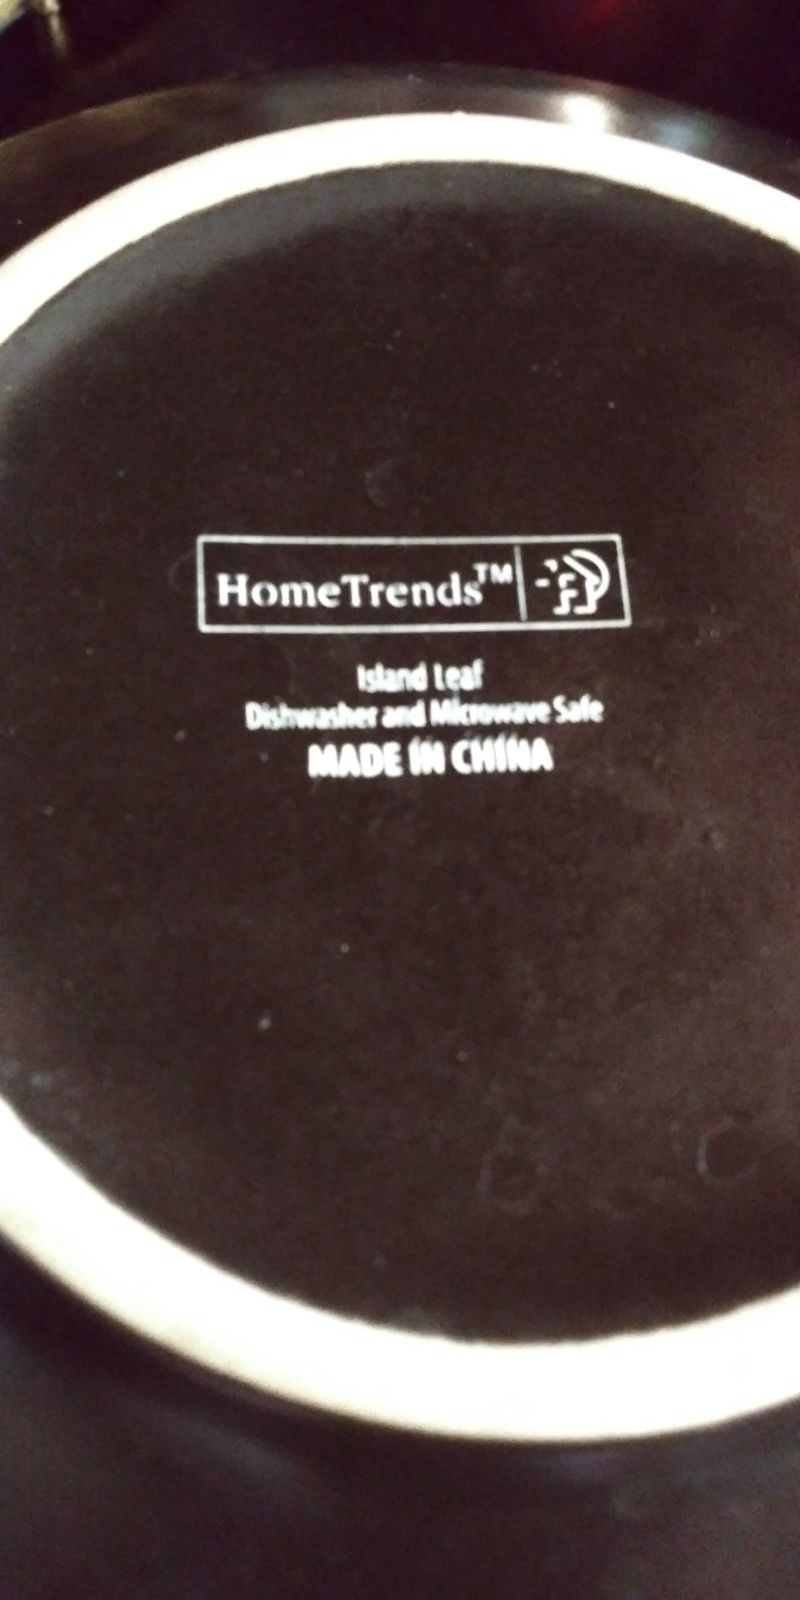 HomeTrends™
Island Leaf
Dishwasher and Microwave Safe
MADE IN CHINA